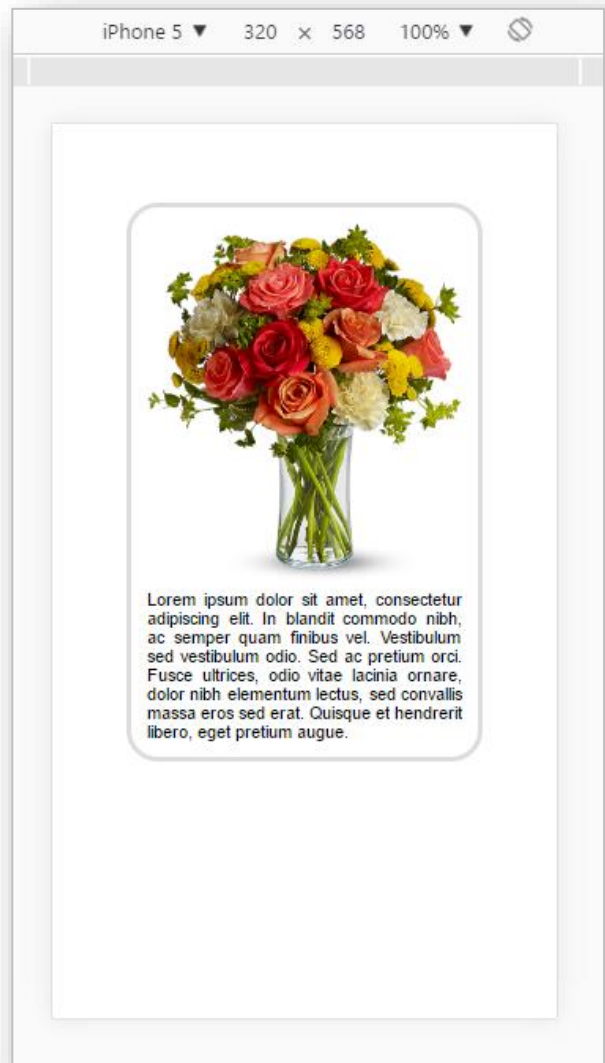 iPhone 5 ▼ 320 × 568 100% ▼
Lorem ipsum dolor sit amet, consectetur
adipiscing elit. In blandit commodo nibh,
ac semper quam finibus vel. Vestibulum
sed vestibulum odio. Sed ac pretium orci.
Fusce ultrices, odio vitae lacinia ornare,
dolor nibh elementum lectus, sed convallis
massa eros sed erat. Quisque et hendrerit
libero, eget pretium augue.